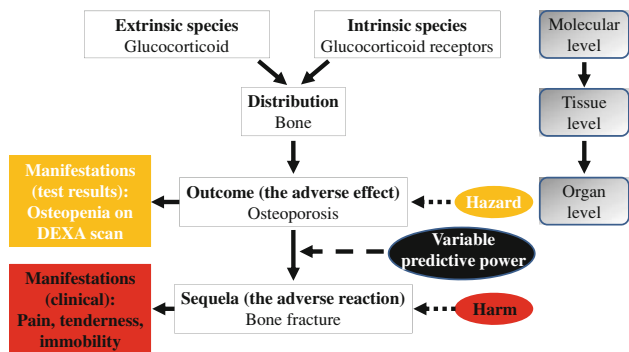 Extrinsic species
Glucocorticoid
Intrinsic species
Glucocorticoid receptors
Molecular
level
Distribution
Bone
Tissue
level
Manifestations
(test results):
Osteopenia on
DEXA scan
Outcome (the adverse effect)
Osteoporosis
Hazard
Organ
level
Variable
predictive power
Manifestations
(clinical):
Pain, tenderness,
immobility
Sequela (the adverse reaction)
Bone fracture
Harm